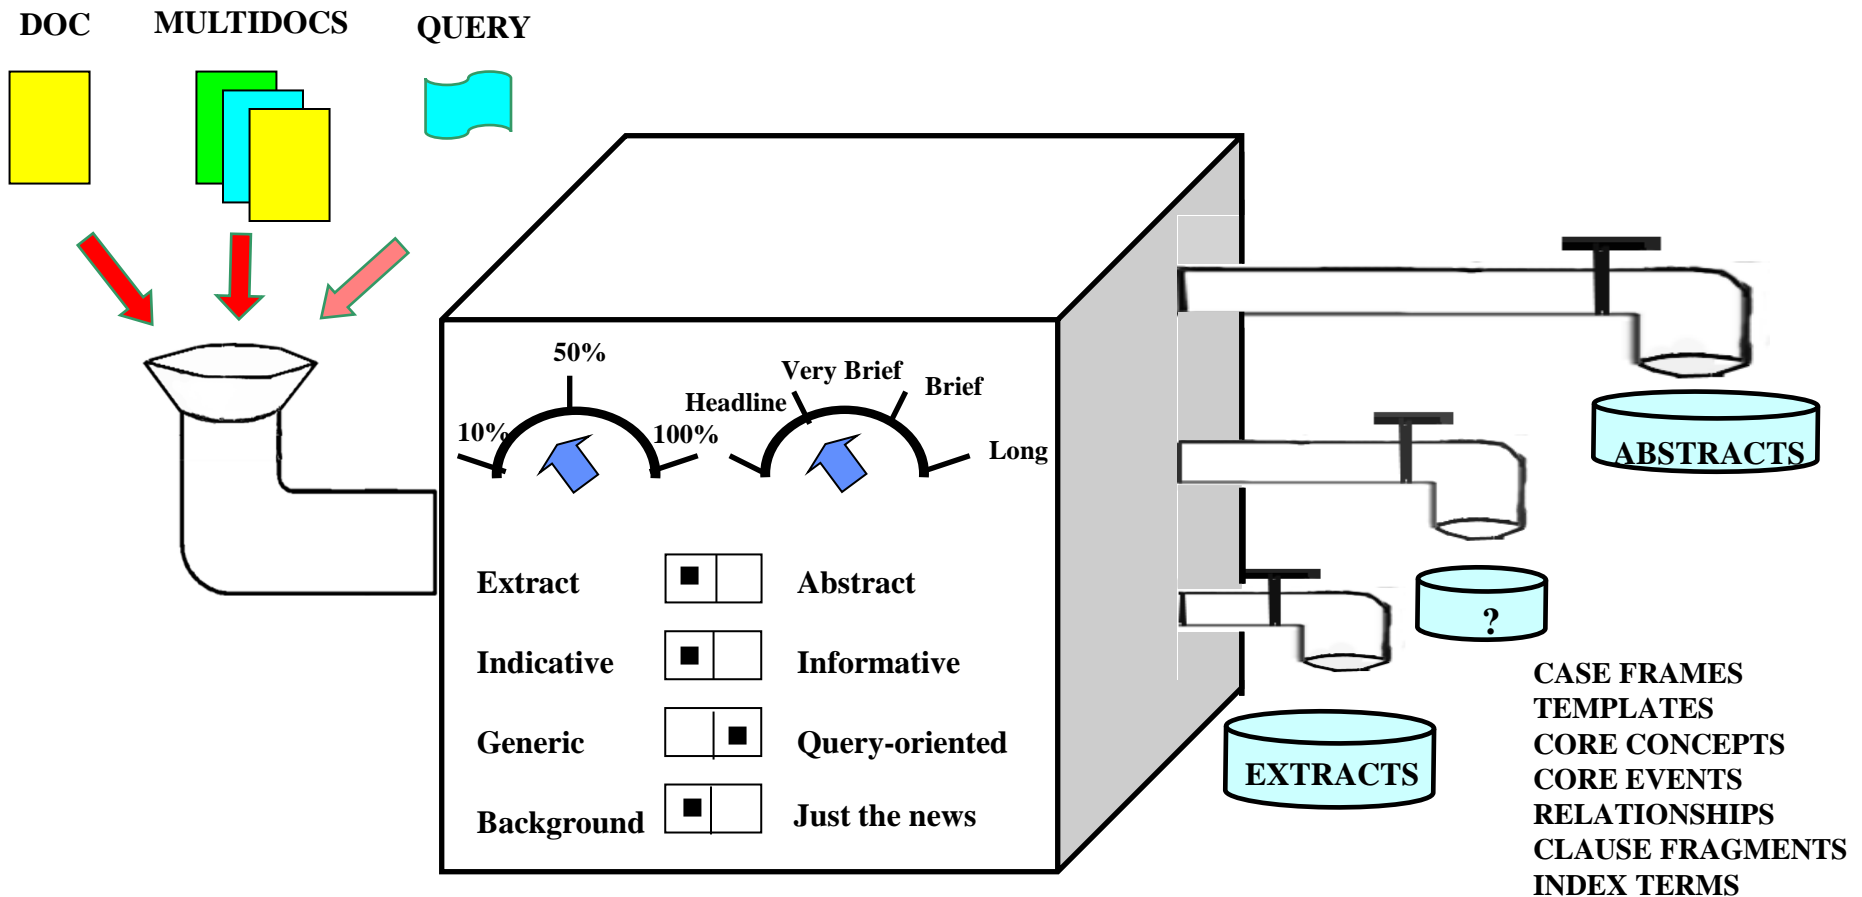 DOC
MULTIDOCS
QUERY
50%
10%
100%
Headline
Very Brief
Brief
Long
Extract
Abstract
Indicative
Informative
Generic
Query-oriented
Background
Just the news
ABSTRACTS
?
EXTRACTS
CASE FRAMES
TEMPLATES
CORE CONCEPTS
CORE EVENTS
RELATIONSHIPS
CLAUSE FRAGMENTS
INDEX TERMS